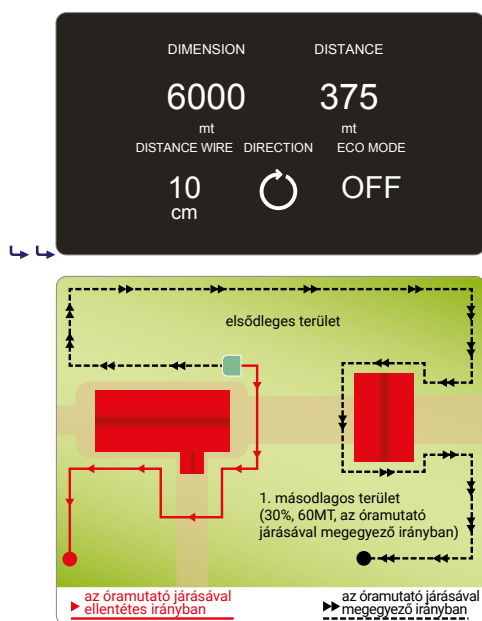 DIMENSION DISTANCE
6000 375
mt mt
DISTANCE WIRE DIRECTION ECO MODE
10 OFF
cm
elsődleges terület
1. másodlagos terület
(30%, 60MT, az óramutató
járásával megegyező irányban)
az óramutató járásával
ellentétes irányban
az óramutató járásával
megegyező irányban